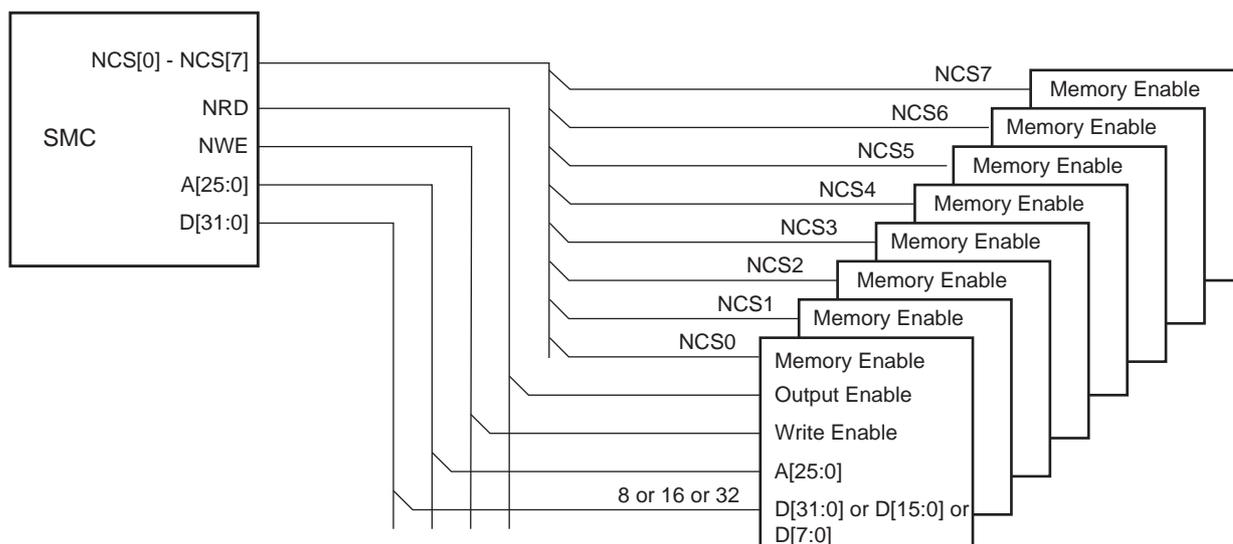 NCS[0] - NCS[7]
NRD
SMC
NWE
A[25:0]
D[31:0]
NCS7
Memory Enable
NCS6
Memory Enable
NCS5
Memory Enable
NCS4
Memory Enable
NCS3
Memory Enable
NCS2
Memory Enable
NCS1
Memory Enable
NCS0
Memory Enable
Output Enable
Write Enable
A[25:0]
8 or 16 or 32
D[31:0] or D[15:0] or
D[7:0]